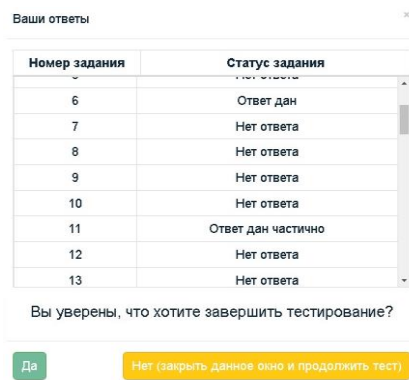 Ваши ответы
Номер задания Статус задания
6 Ответ дан
7 Нет ответа
8 Нет ответа
9 Нет ответа
10 Нет ответа
11 Ответ дан частично
12 Нет ответа
13 Нет ответа
Вы уверены, что хотите завершить тестирование?
Да Нет (закрыть данное окно и продолжить тест)